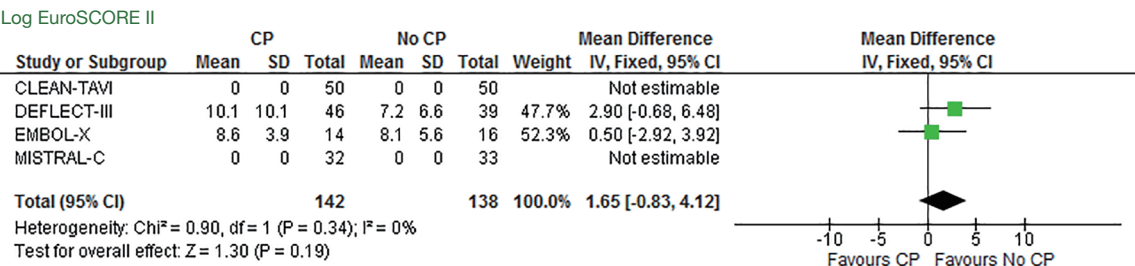 Log EuroSCORE II
CP No CP Mean Difference Mean Difference
Study or Subgroup Mean SD Total Mean SD Total Weight IV, Fixed, 95% CI IV, Fixed, 95% CI
CLEAN-TAVI 0 0 50 0 0 50 Not estimable
DEFLECT-III 10.1 10.1 46 7.2 6.6 39 47.7% 2.90 [-0.68, 6.48]
EMBOL-X 8.6 3.9 14 8.1 5.6 16 52.3% 0.50 [-2.92, 3.92]
MISTRAL-C 0 0 32 0 0 33 Not estimable
Total (95% CI) 142 138 100.0% 1.65 [-0.83, 4.12]
Heterogeneity: Chi² = 0.90, df = 1 (P = 0.34); I² = 0%
Test for overall effect: Z = 1.30 (P = 0.19)
-10 -5 0 5 10
Favours CP Favours No CP